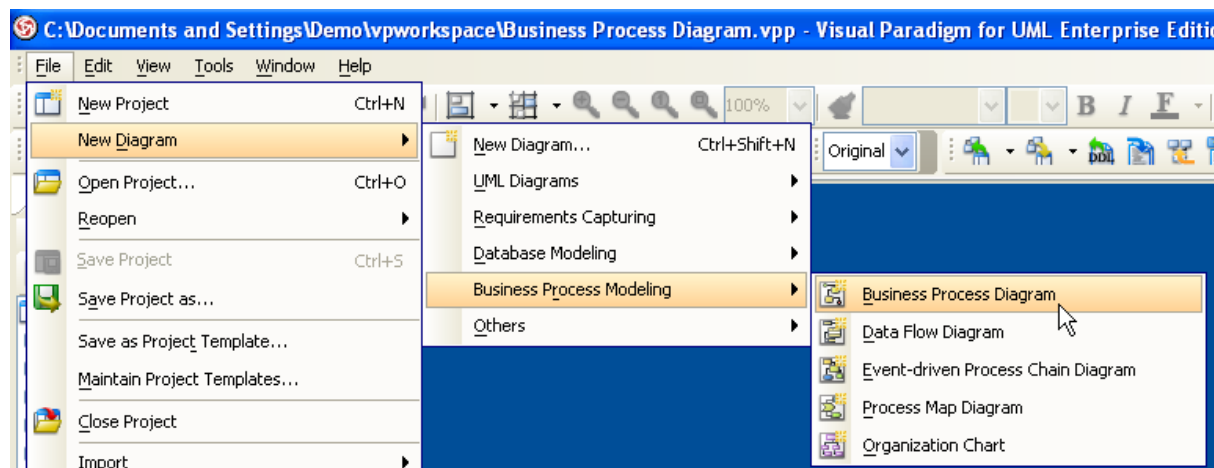 C:\Documents and Settings\Demo\vpworkspace\Business Process Diagram.vpp - Visual Paradigm for UML Enterprise Editio
File Edit View Tools Window Help
New Project Ctrl+N
100%
B I F
New Diagram
New Diagram... Ctrl+Shift+N
Original
DDL
Open Project... Ctrl+O
UML Diagrams
Reopen
Requirements Capturing
Save Project Ctrl+S
Database Modeling
Save Project as...
Business Process Modeling
Business Process Diagram
Save as Project Template...
Others
Data Flow Diagram
Maintain Project Templates...
Event-driven Process Chain Diagram
Close Project
Process Map Diagram
Import
Organization Chart